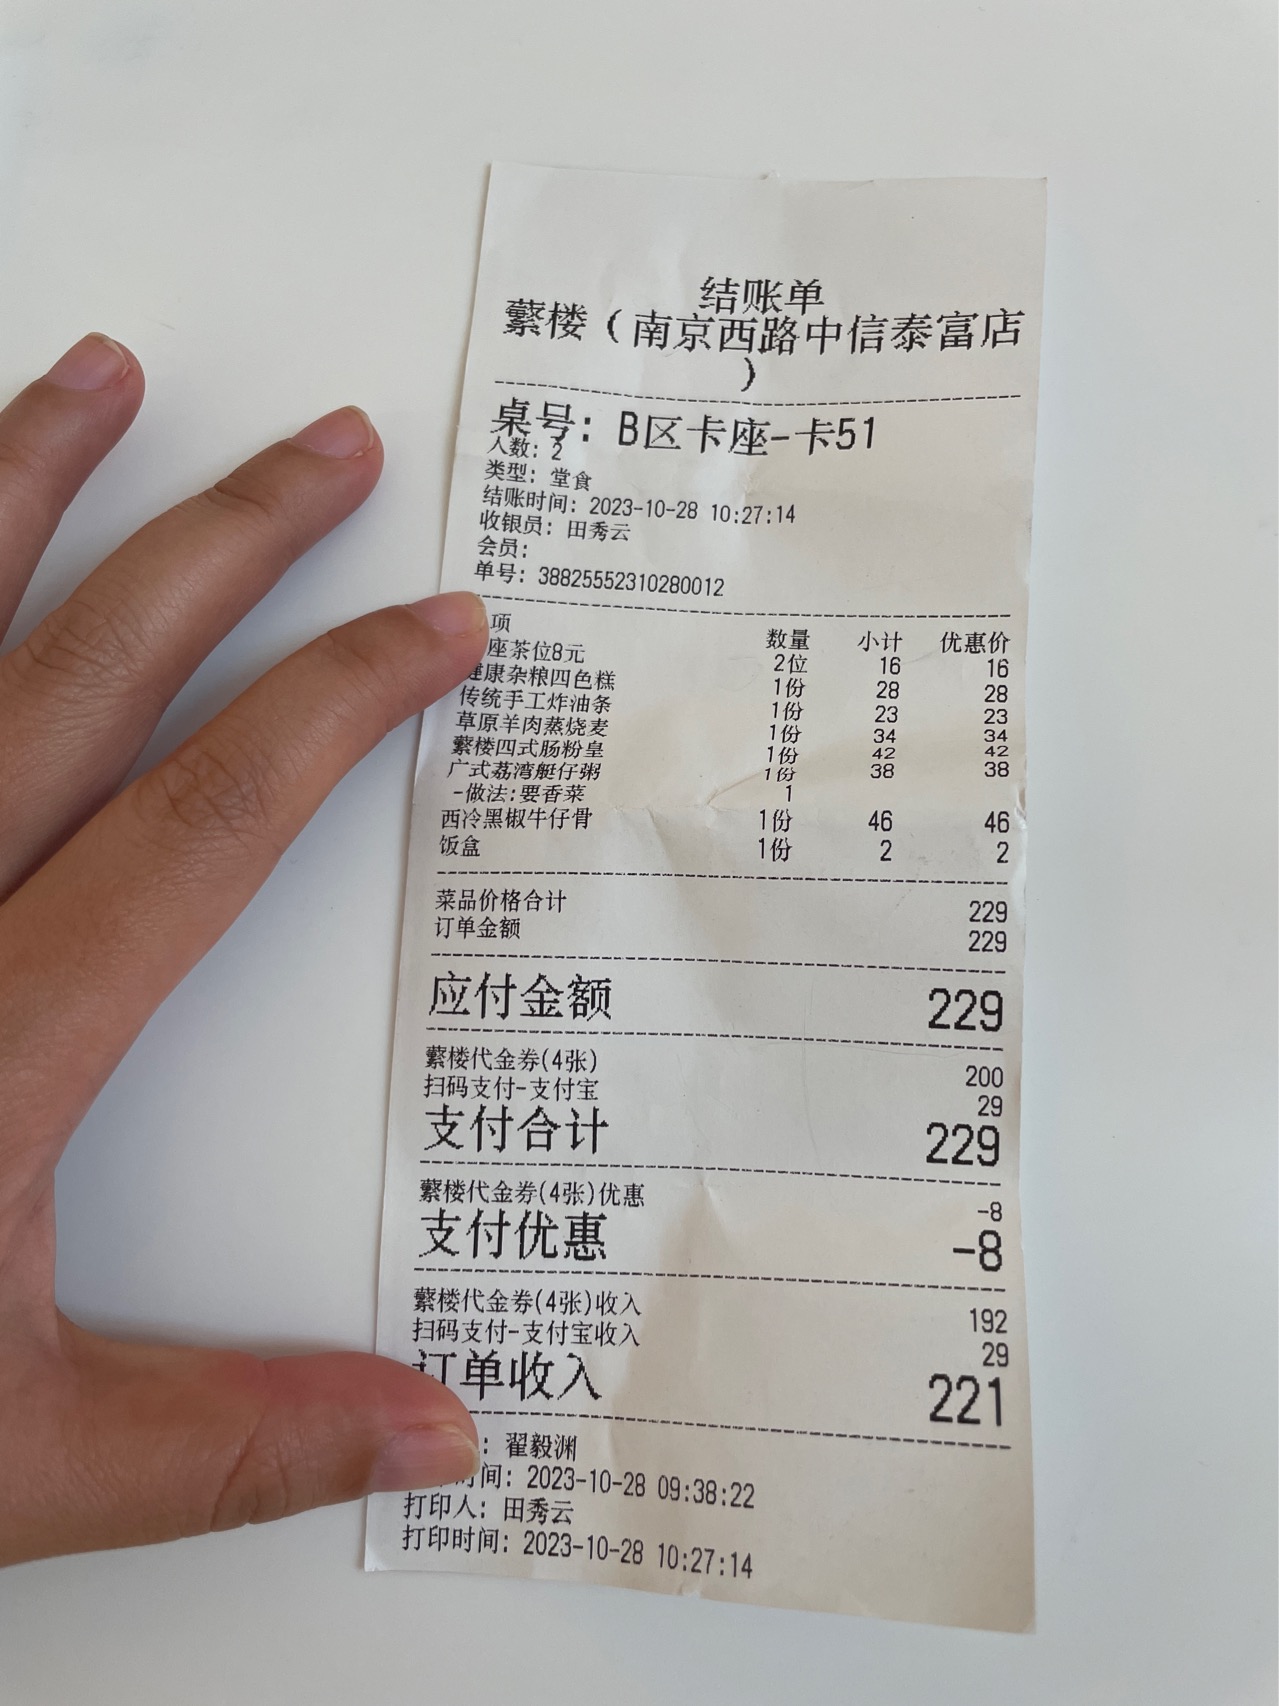 结账单
蘩楼（南京西路中信泰富店
）
桌号: B区卡座-卡51
人数: 2
类型: 堂食
结账时间: 2023-10-28 10:27:14
收银员: 田秀云
会员:
单号: 38825552310280012
项 数量 小计 优惠价
座茶位8元 2位 16 16
健康杂粮四色糕 1份 28 28
传统手工炸油条 1份 23 23
草原羊肉蒸烧麦 1份 34 34
蘩楼四式肠粉皇 1份 42 42
广式荔湾艇仔粥 1份 38 38
-做法:要香菜 1
西冷黑椒牛仔骨 1份 46 46
饭盒 1份 2 2
菜品价格合计 229
订单金额 229
应付金额 229
蘩楼代金券(4张) 200
扫码支付-支付宝 29
支付合计 229
蘩楼代金券(4张)优惠 -8
支付优惠 -8
蘩楼代金券(4张)收入 192
扫码支付-支付宝收入 29
订单收入 221
: 翟毅渊
时间: 2023-10-28 09:38:22
打印人: 田秀云
打印时间: 2023-10-28 10:27:14